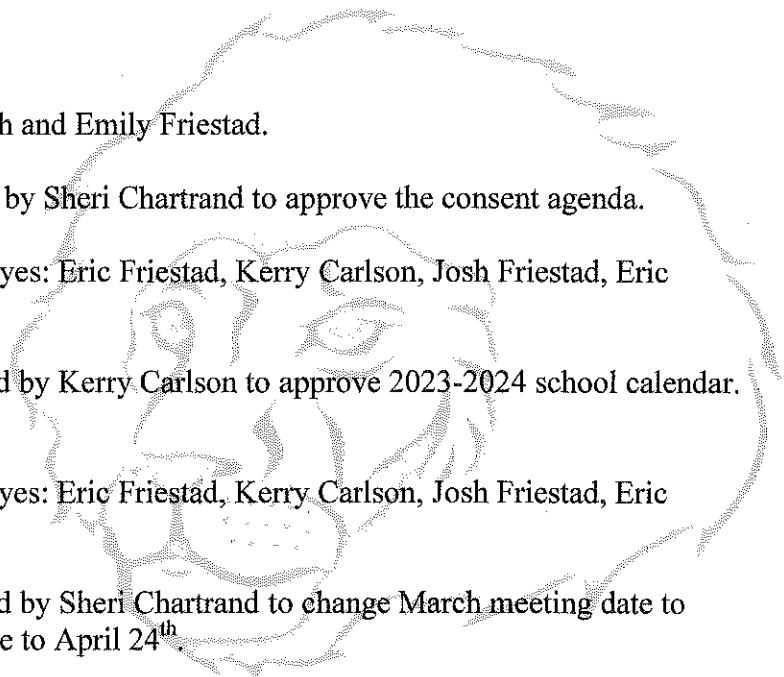 h and Emily Friestad.
by Sheri Chartrand to approve the consent agenda.
yes: Eric Friestad, Kerry Carlson, Josh Friestad, Eric
d by Kerry Carlson to approve 2023-2024 school calendar.
yes: Eric Friestad, Kerry Carlson, Josh Friestad, Eric
d by Sheri Chartrand to change March meeting date to
e to April 24th.